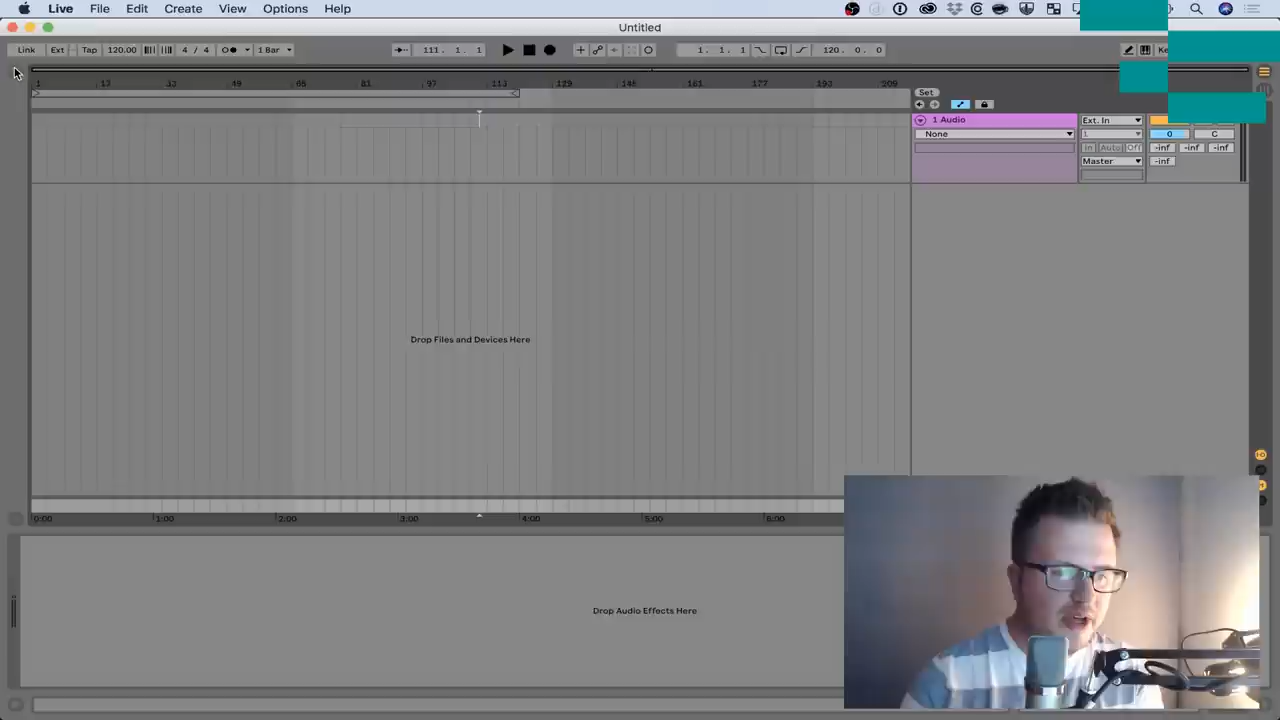 Live File Edit Create View Options Help
Untitled
Link Ext Tap 120.00 4 / 4 1 Bar 111. 1. 1 1. 1. 1 120. 0. 0 Ke
1 17 33 49 65 81 97 113 129 145 161 177 193 209
Set
1 Audio Ext. In
None 1 0 C
In Auto Off -inf -inf -inf
Master -inf
Drop Files and Devices Here
0:00 1:00 2:00 3:00 4:00 5:00 6:00
Drop Audio Effects Here